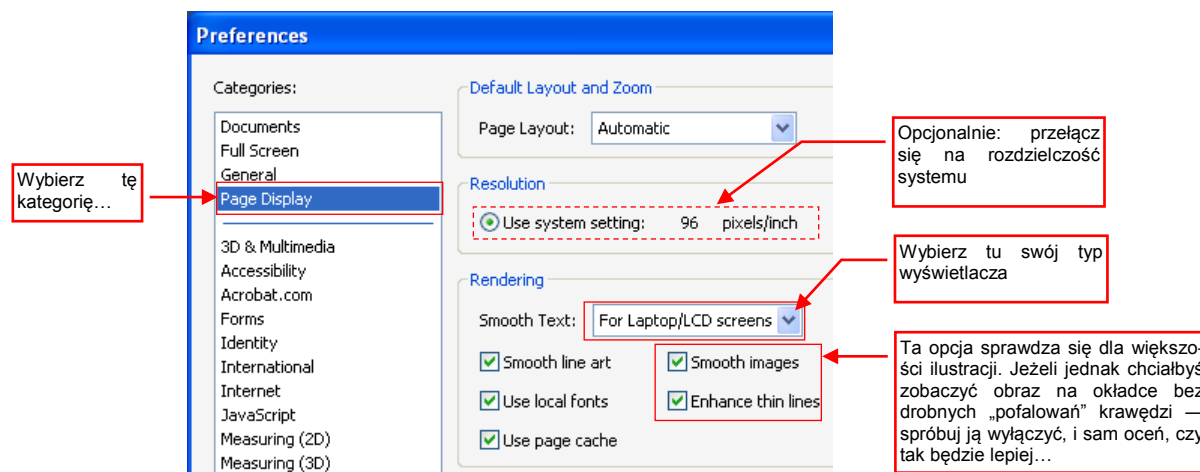 Preferences
Categories:
Documents
Full Screen
General
Page Display
3D & Multimedia
Accessibility
Acrobat.com
Forms
Identity
International
Internet
JavaScript
Measuring (2D)
Measuring (3D)
Default Layout and Zoom
Page Layout: Automatic
Resolution
Use system setting: 96 pixels/inch
Rendering
Smooth Text: For Laptop/LCD screens
Smooth line art Smooth images
Use local fonts Enhance thin lines
Use page cache
Wybierz tę
kategorię…
Opcjonalnie: przełącz
się na rozdzielczość
systemu
Wybierz tu swój typ
wyświetlacza
Ta opcja sprawdza się dla większo-
ści ilustracji. Jeżeli jednak chciałbyś
zobaczyć obraz na okładce bez
drobnych „pofalowań” krawędzi —
spróbuj ją wyłączyć, i sam oceń, czy
tak będzie lepiej…